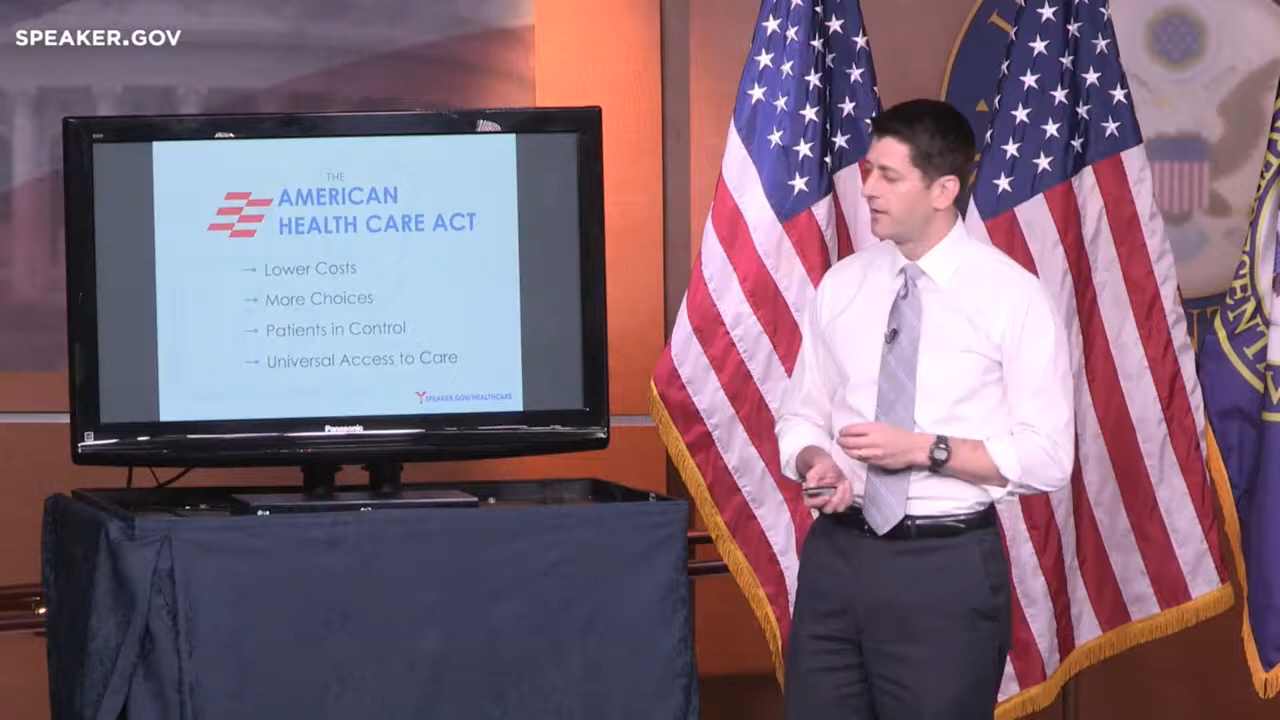 SPEAKER.GOV
THE
AMERICAN
HEALTH CARE ACT
→ Lower Costs
→ More Choices
→ Patients in Control
→ Universal Access to Care
SPEAKER.GOV/HEALTHCARE
Panasonic